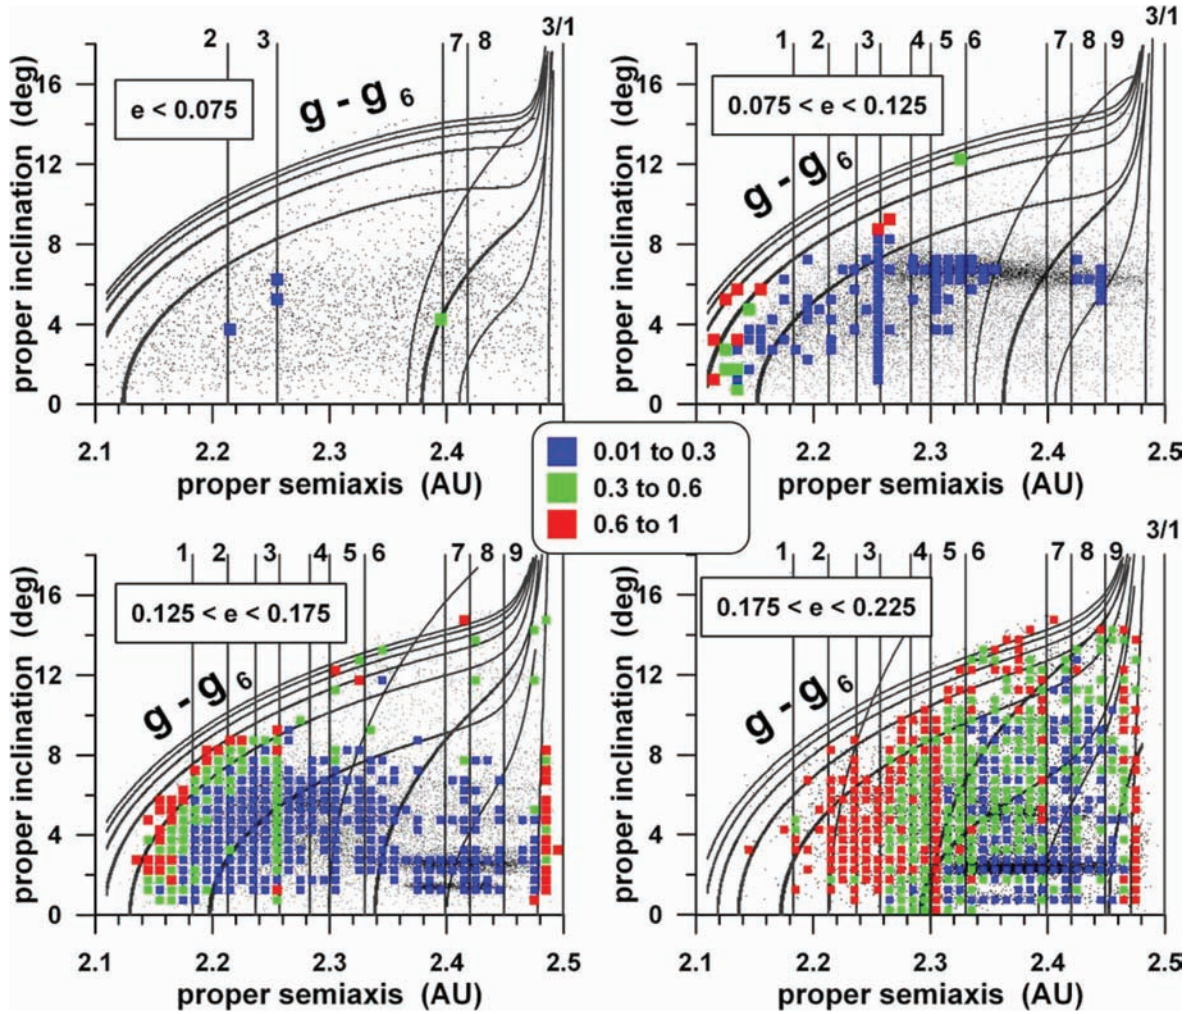 3/1
2 3 7 8
e < 0.075
g - g 6
proper inclination (deg)
16
12
8
4
0
2.1 2.2 2.3 2.4
proper semiaxis (AU)
3/1
1 2 3 4 5 6 7 8 9
0.075 < e < 0.125
g - g 6
proper inclination (deg)
16
12
8
4
0
2.1 2.2 2.3 2.4 2.5
proper semiaxis (AU)
0.01 to 0.3
0.3 to 0.6
0.6 to 1
1 2 3 4 5 6 7 8 9
0.125 < e < 0.175
g - g 6
proper inclination (deg)
16
12
8
4
0
2.1 2.2 2.3 2.4 2.5
proper semiaxis (AU)
3/1
1 2 3 4 5 6 7 8 9
0.175 < e < 0.225
g - g 6
proper inclination (deg)
16
12
8
4
0
2.1 2.2 2.3 2.4 2.5
proper semiaxis (AU)